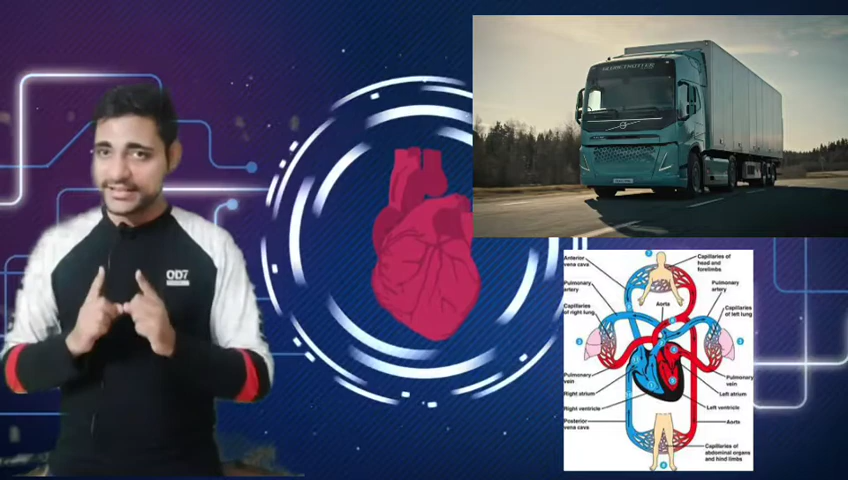 OD7
Anterior
vena cava
Capillaries of
head and
forelimbs
Pulmonary
artery
Pulmonary
artery
Aorta
Capillaries
of right lung
Capillaries
of left lung
Pulmonary
vein
Pulmonary
vein
Right atrium
Left atrium
Right ventricle
Left ventricle
Posterior
vena cava
Aorta
Capillaries of
abdominal organs
and hind limbs